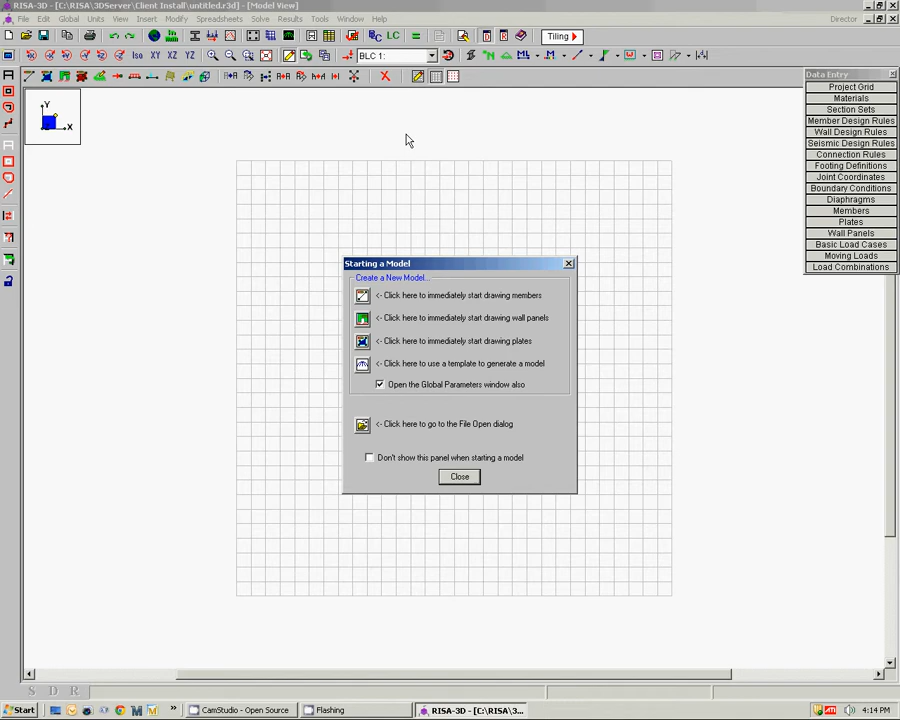 RISA-3D - [C:\RISA\3DServer\Client Install\untitled.r3d] - [Model View]
File Edit Global Units View Insert Modify Spreadsheets Solve Results Tools Window Help Director
Tiling
Iso XY XZ YZ BLC 1:
LC
Y
X
Data Entry
Project Grid
Materials
Section Sets
Member Design Rules
Wall Design Rules
Seismic Design Rules
Connection Rules
Footing Definitions
Joint Coordinates
Boundary Conditions
Diaphragms
Members
Plates
Wall Panels
Basic Load Cases
Moving Loads
Load Combinations
Starting a Model
Create a New Model...
<- Click here to immediately start drawing members
<- Click here to immediately start drawing wall panels
<- Click here to immediately start drawing plates
<- Click here to use a template to generate a model
Open the Global Parameters window also
<- Click here to go to the File Open dialog
Don't show this panel when starting a model
Close
S D R
Start CamStudio - Open Source Flashing RISA-3D - [C:\RISA\3... 4:14 PM